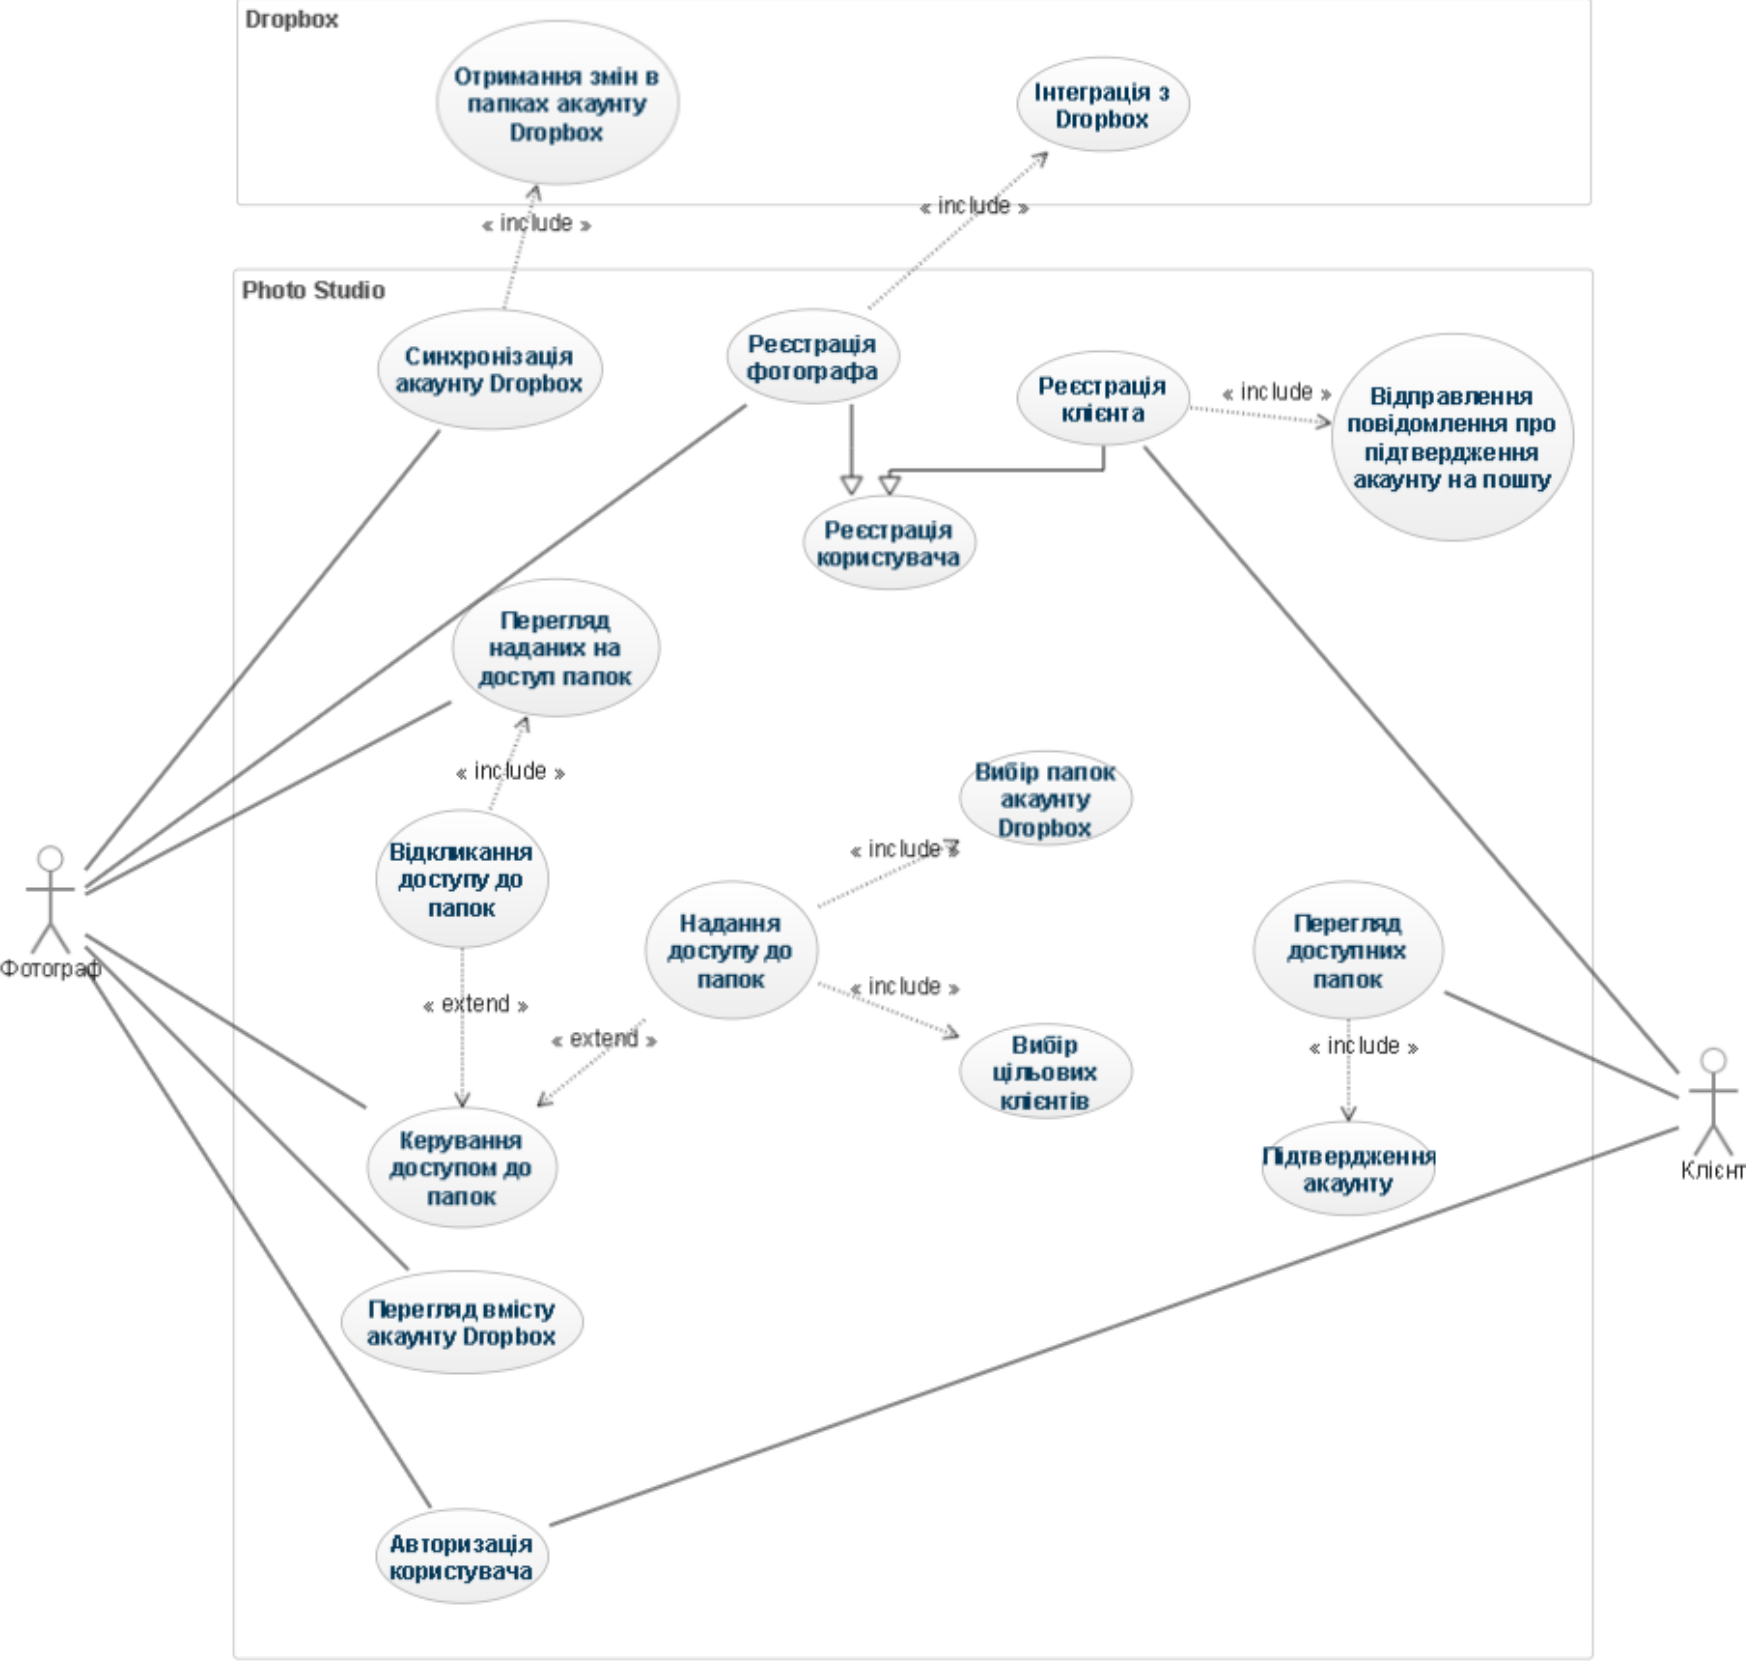 Dropbox
Отримання змін в
папках акаунту
Dropbox
Інтеграція з
Dropbox
« include »
« include »
Photo Studio
Синхронізація
акаунту Dropbox
Реєстрація
фотографа
Реєстрація
клієнта
« include »
Відправлення
повідомлення про
підтвердження
акаунту на пошту
Реєстрація
користувача
Перегляд
наданих на
доступ папок
« include »
Вибір папок
акаунту
Dropbox
« include »
Відкликання
доступу до
папок
Надання
доступу до
папок
Перегляд
доступних
папок
Фотограф
« include »
« extend »
« extend »
Вибір
цільових
клієнтів
« include »
Керування
доступом до
папок
Підтвердження
акаунту
Клієнт
Перегляд вмісту
акаунту Dropbox
Авторизація
користувача